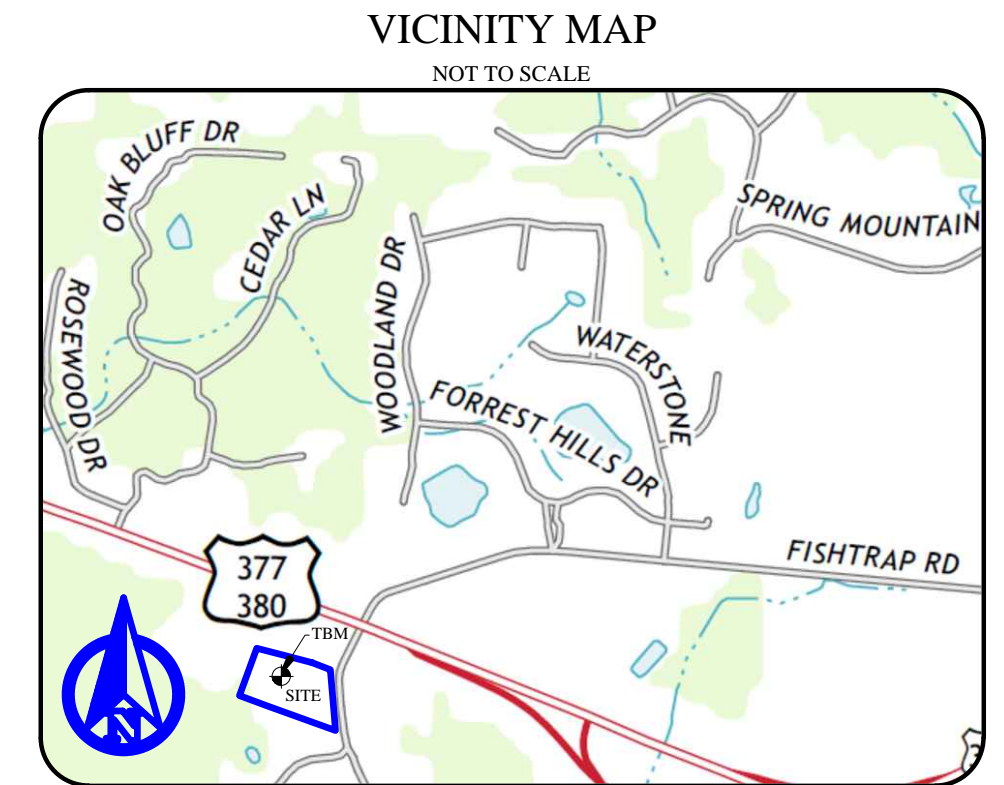 VICINITY MAP
NOT TO SCALE
OAK BLUFF DR
CEDAR LN
SPRING MOUNTAIN
ROSEWOOD DR
WOODLAND DR
WATERSTONE
FORREST HILLS DR
FISHTRAP RD
377
380
TBM
SITE
N
3